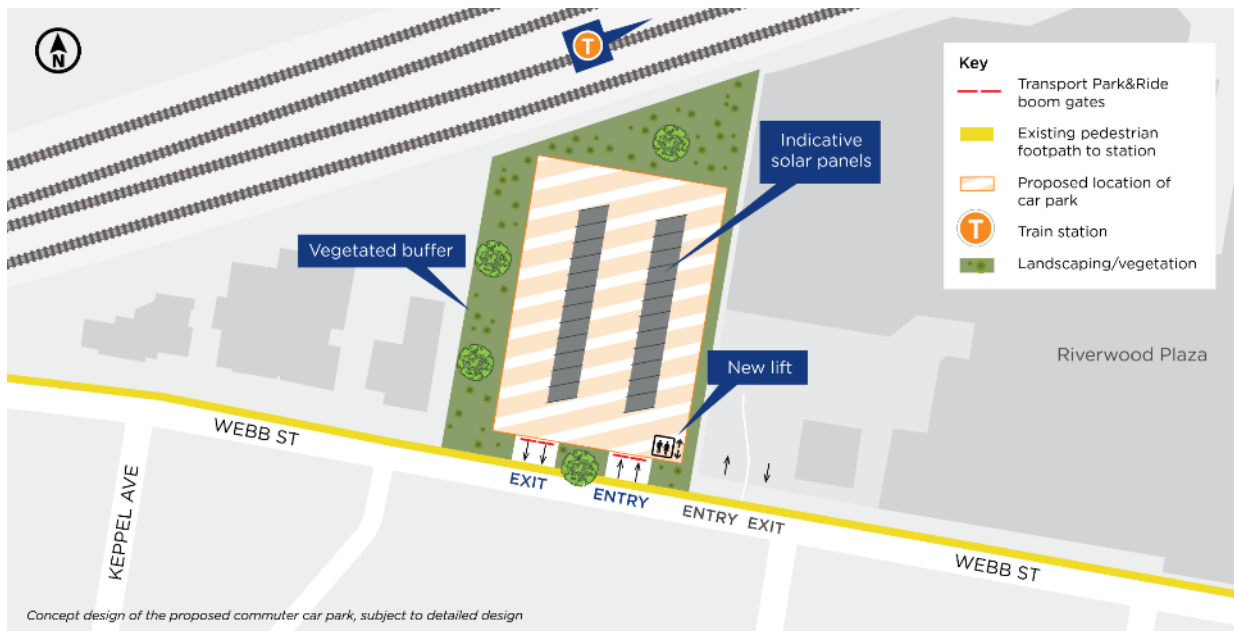 N
T
Key
Transport Park&Ride
boom gates
Existing pedestrian
footpath to station
Proposed location of
car park
T
Train station
Landscaping/vegetation
Indicative
solar panels
Vegetated buffer
New lift
Riverwood Plaza
WEBB ST
EXIT
ENTRY
ENTRY EXIT
WEBB ST
KEPPEL AVE
Concept design of the proposed commuter car park, subject to detailed design